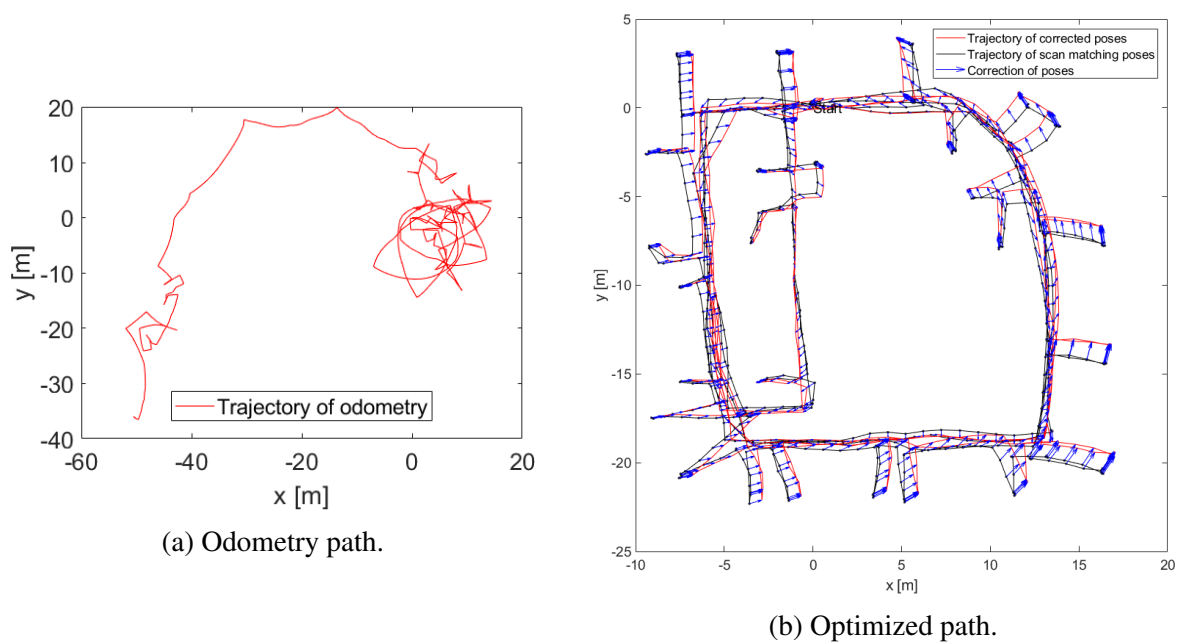 20
10
0
-10
-20
-30
-40
y [m]
-60
-40
-20
0
20
x [m]
Trajectory of odometry
(a) Odometry path.
5
0
-5
-10
-15
-20
-25
y [m]
-10
-5
0
5
10
15
20
x [m]
Trajectory of corrected poses
Trajectory of scan matching poses
Correction of poses
Start
(b) Optimized path.